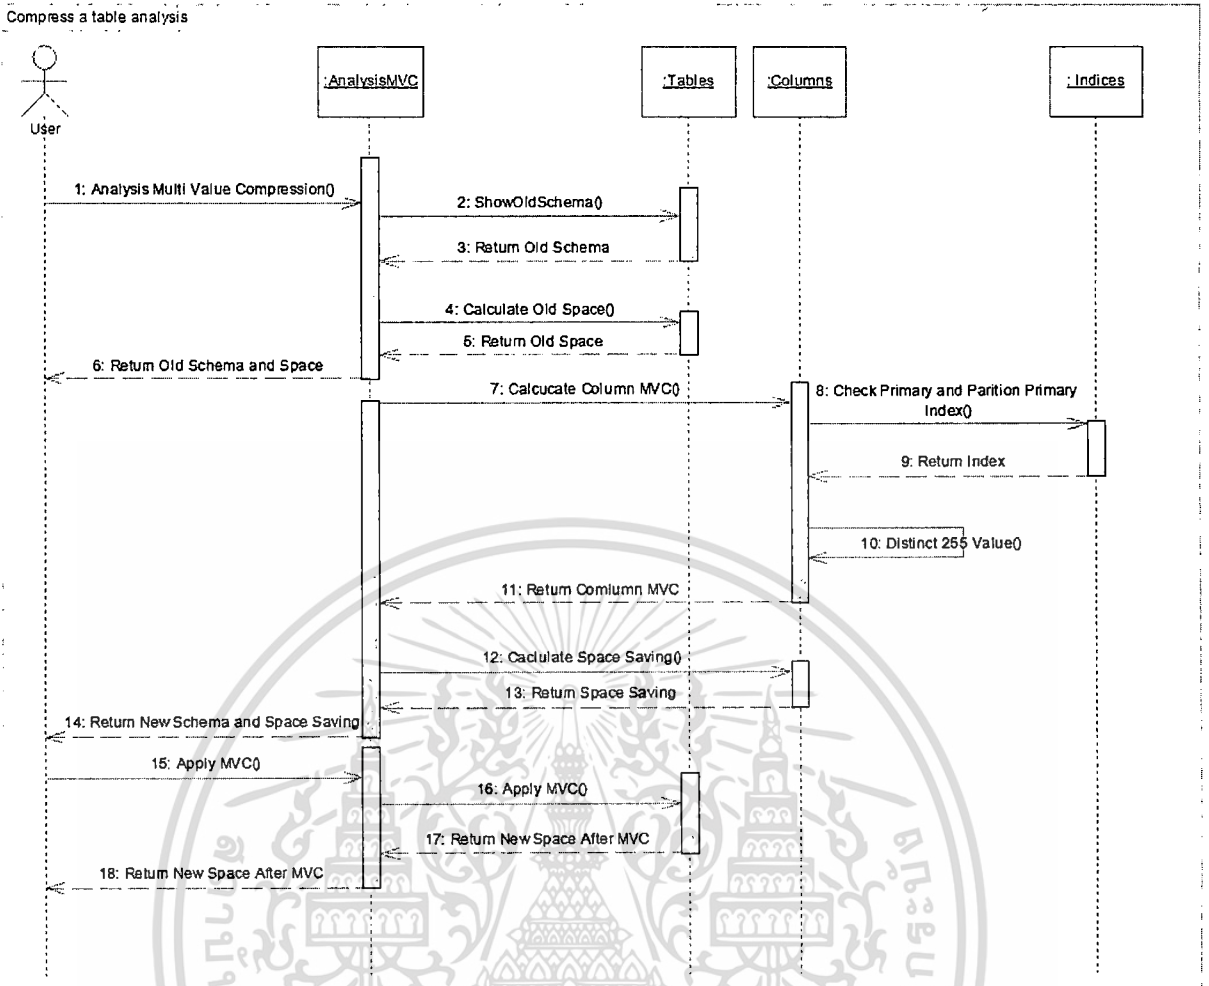 Compress a table analysis
User
:AnalysisMVC
:Tables
:Columns
: Indices
1: Analysis Multi Value Compression()
2: ShowOldSchema()
3: Return Old Schema
4: Calculate Old Space()
5: Return Old Space
6: Return Old Schema and Space
7: Calcucate Column MVC()
8: Check Primary and Parition Primary
Index()
9: Return Index
10: Distinct 255 Value()
11: Return Comlumn MVC
12: Caclulate Space Saving()
13: Return Space Saving
14: Return New Schema and Space Saving
15: Apply MVC()
16: Apply MVC()
17: Return New Space After MVC
18: Return New Space After MVC